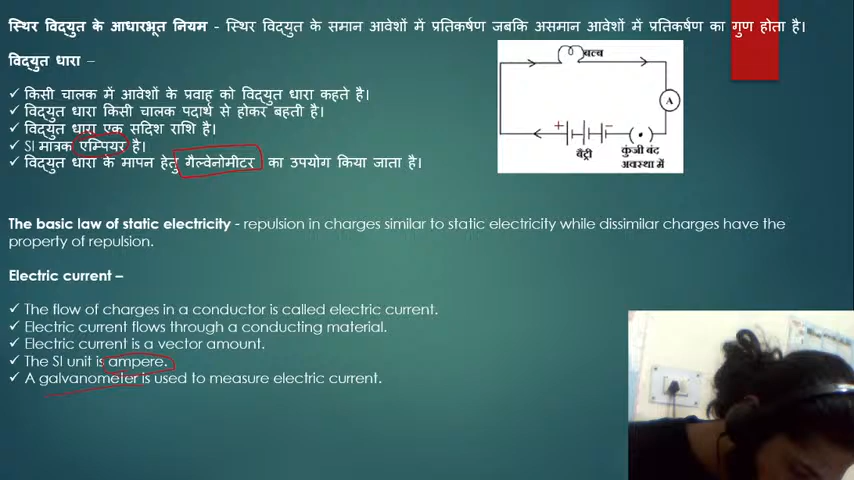 स्थिर विद्युत के आधारभूत नियम - स्थिर विद्युत के समान आवेशों में प्रतिकर्षण जबकि असमान आवेशों में प्रतिकर्षण का गुण होता है।
विद्युत धारा –
✓ किसी चालक में आवेशों के प्रवाह को विद्युत धारा कहते है।
✓ विद्युत धारा किसी चालक पदार्थ से होकर बहती है।
✓ विद्युत धारा एक सदिश राशि है।
✓ SI मात्रक एम्पियर है।
✓ विद्युत धारा के मापन हेतु गैल्वेनोमीटर का उपयोग किया जाता है।
बल्ब
A
+ −
बैट्री
कुंजी बंद
अवस्था में
The basic law of static electricity - repulsion in charges similar to static electricity while dissimilar charges have the
property of repulsion.
Electric current –
✓ The flow of charges in a conductor is called electric current.
✓ Electric current flows through a conducting material.
✓ Electric current is a vector amount.
✓ The SI unit is ampere.
✓ A galvanometer is used to measure electric current.